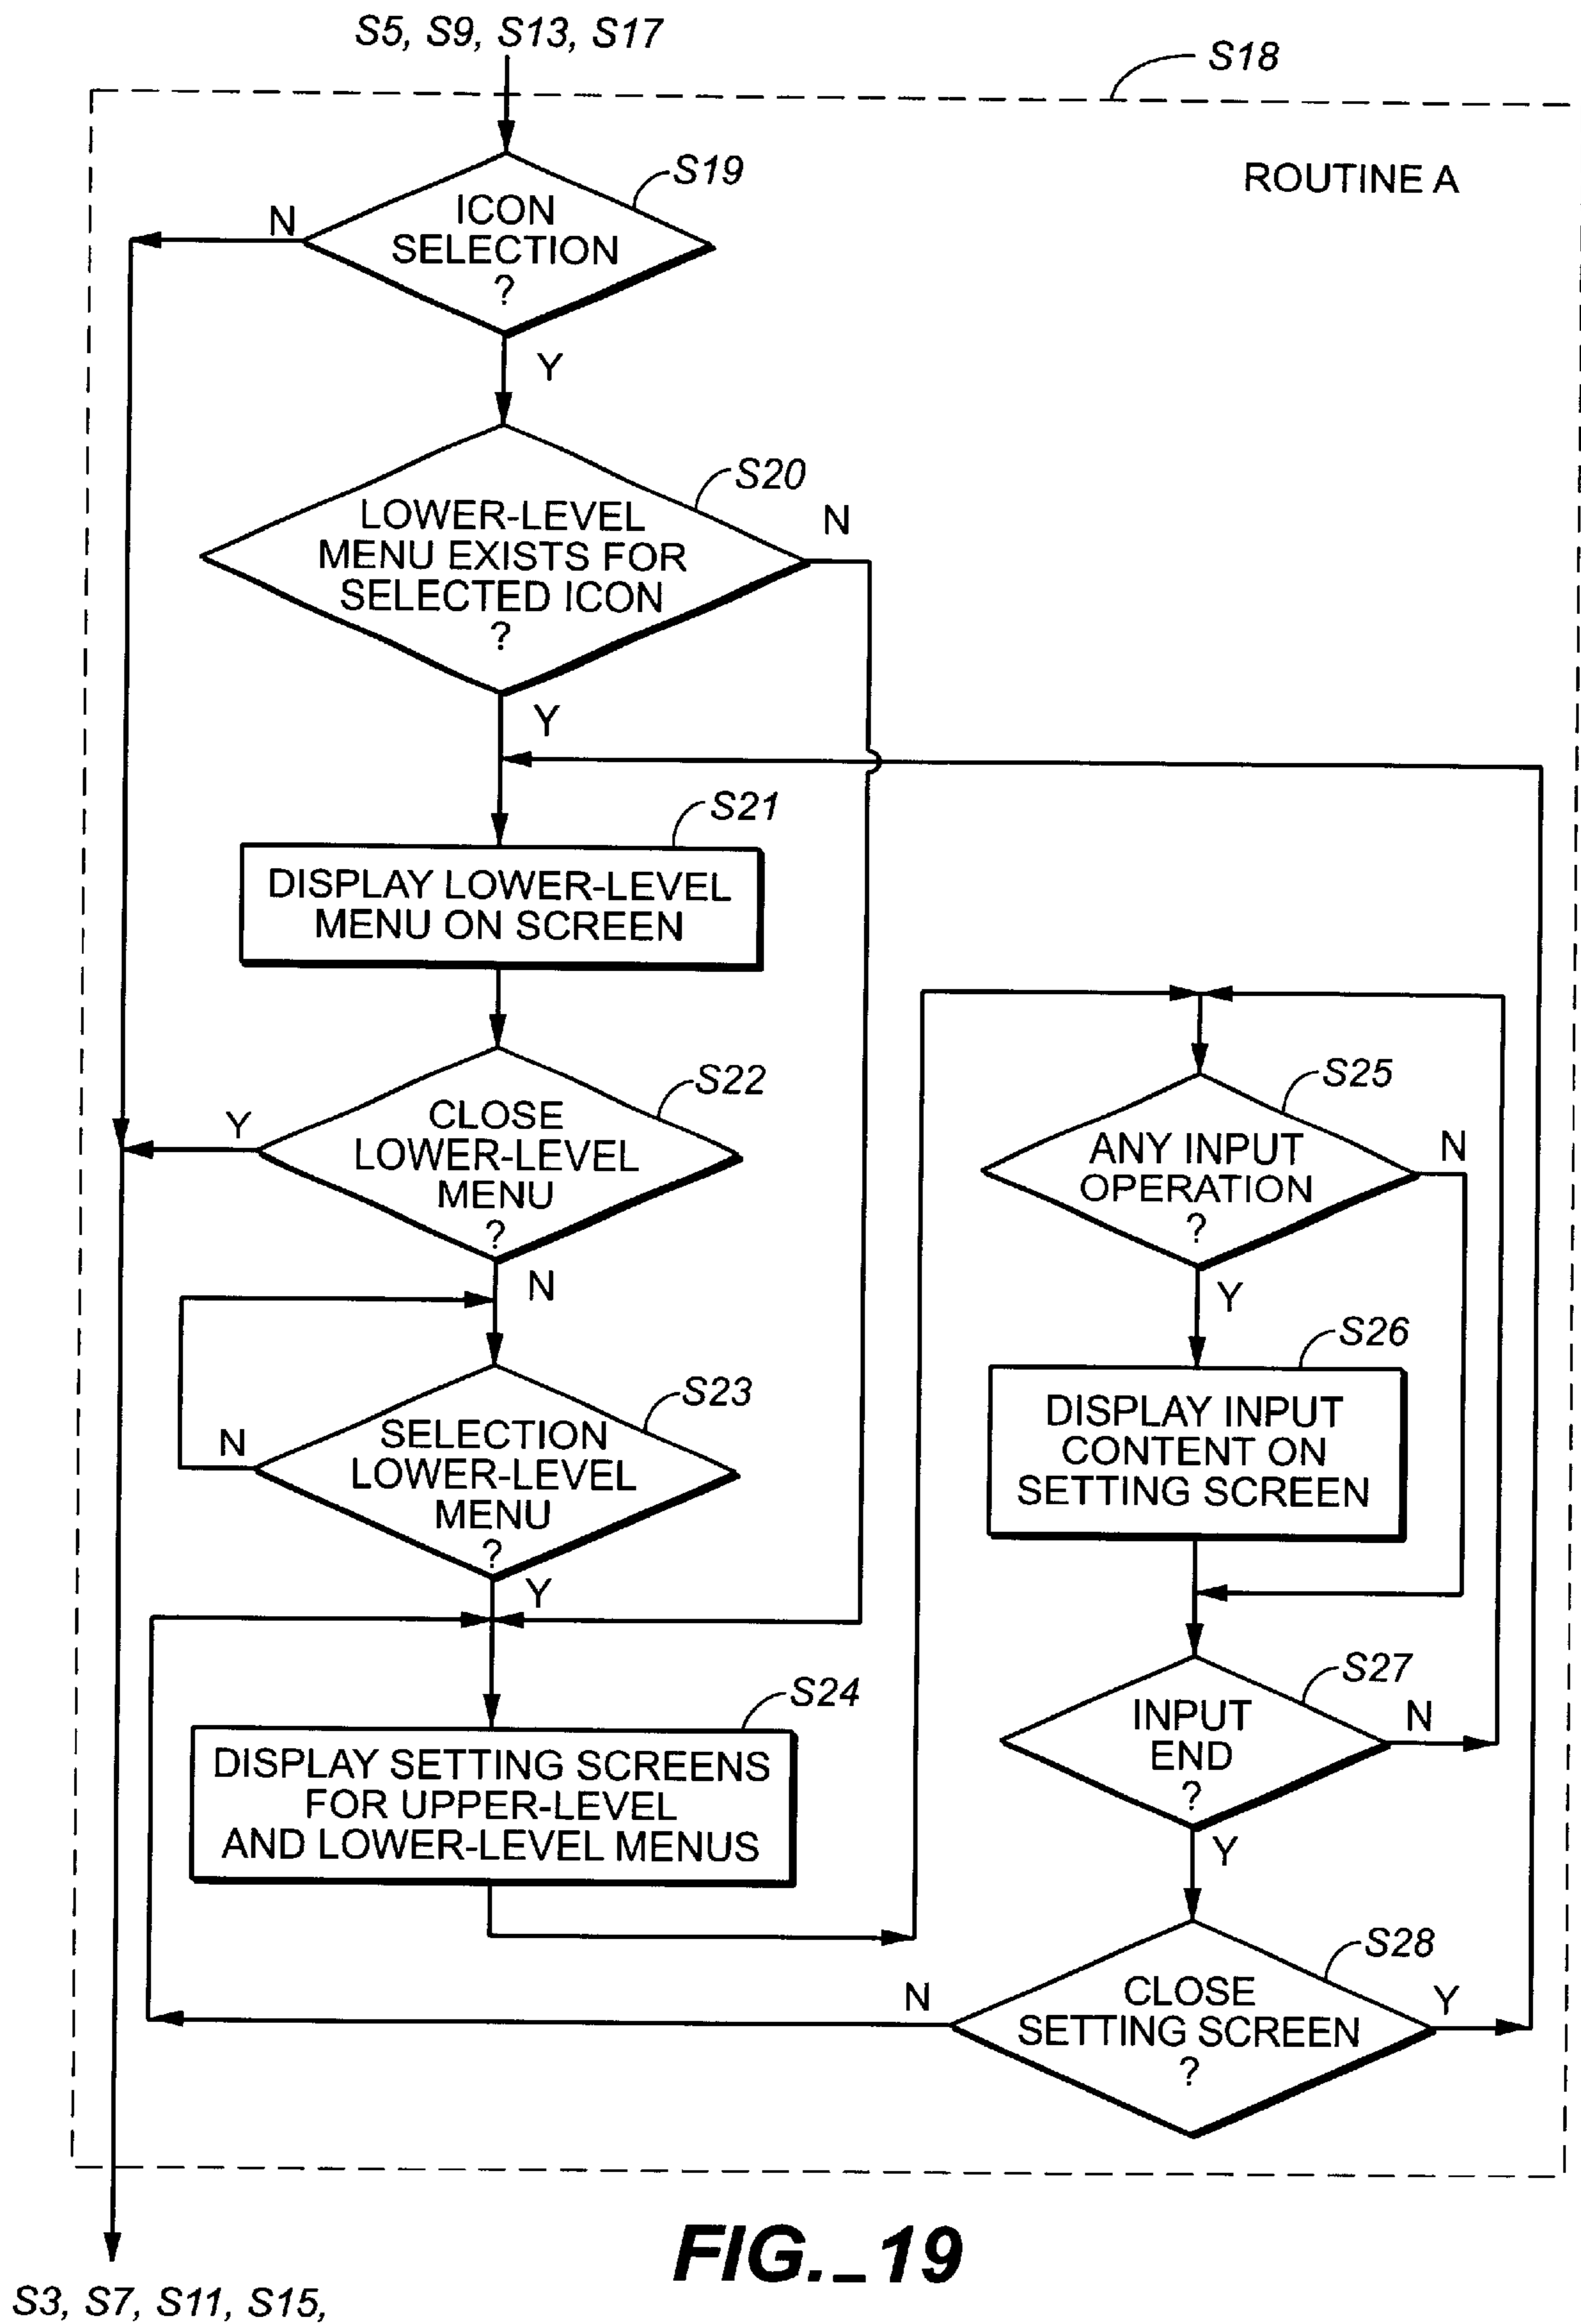 S5, S9, S13, S17
S18
ROUTINE A
S19
ICON
SELECTION
?
N
Y
S20
LOWER-LEVEL
MENU EXISTS FOR
SELECTED ICON
?
N
Y
S21
DISPLAY LOWER-LEVEL
MENU ON SCREEN
S22
CLOSE
LOWER-LEVEL
MENU
?
Y
N
S23
SELECTION
LOWER-LEVEL
MENU
?
N
Y
S24
DISPLAY SETTING SCREENS
FOR UPPER-LEVEL
AND LOWER-LEVEL MENUS
S25
ANY INPUT
OPERATION
?
N
Y
S26
DISPLAY INPUT
CONTENT ON
SETTING SCREEN
S27
INPUT
END
?
N
Y
S28
CLOSE
SETTING SCREEN
?
N
Y
FIG._19
S3, S7, S11, S15,